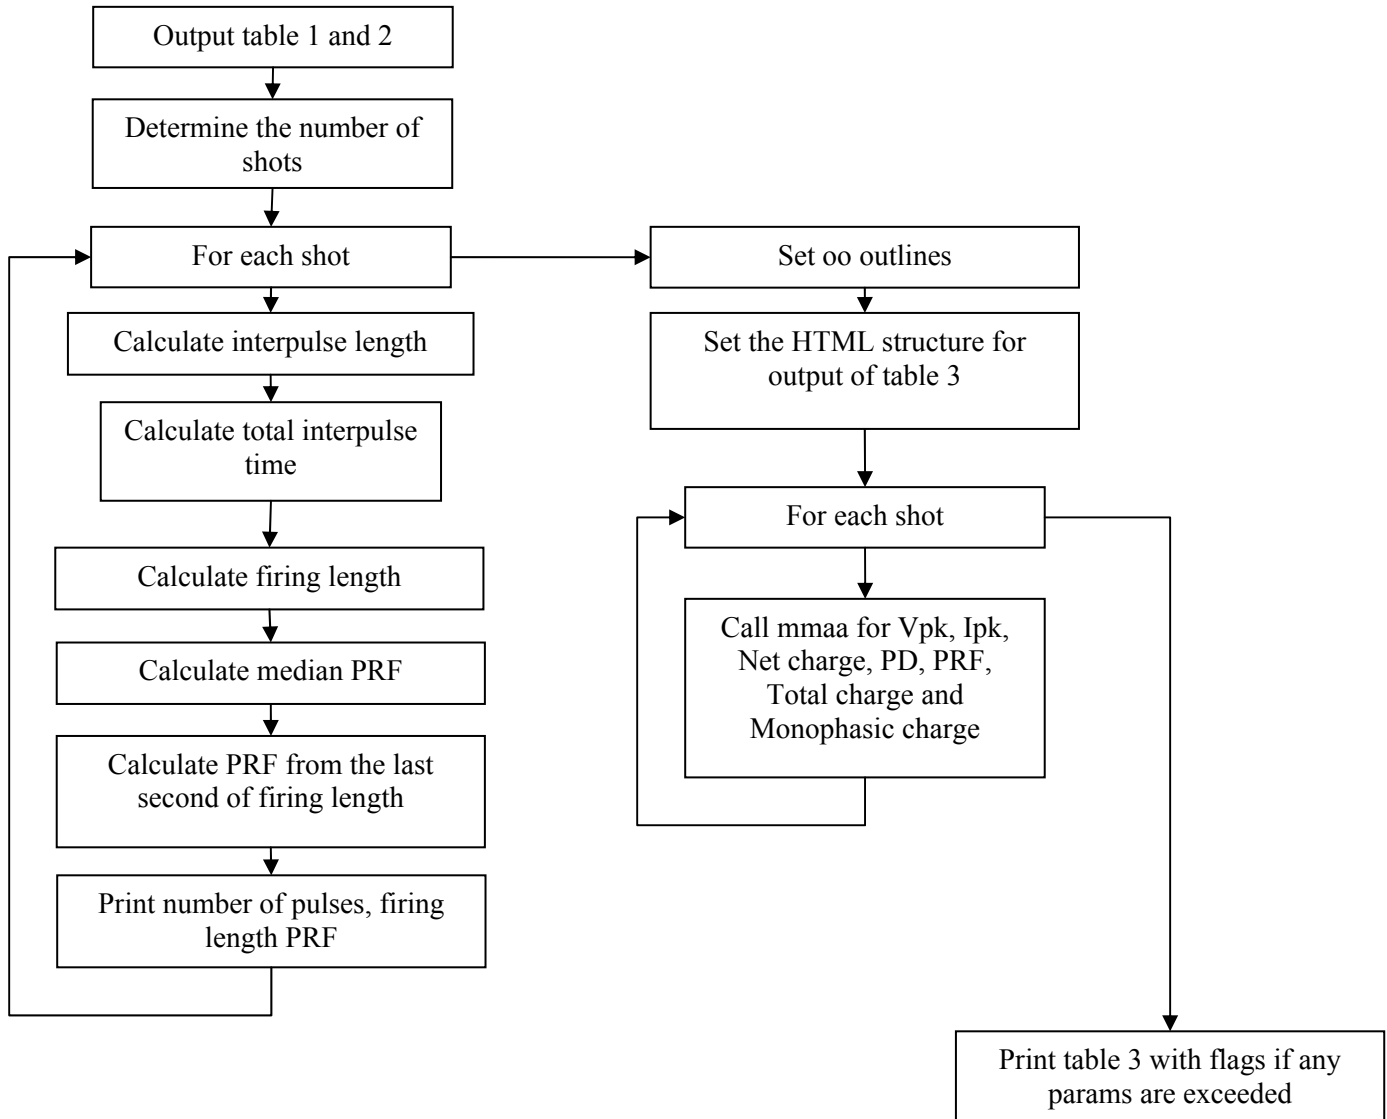 Output table 1 and 2
Determine the number of
shots
For each shot
Calculate interpulse length
Calculate total interpulse
time
Calculate firing length
Calculate median PRF
Calculate PRF from the last
second of firing length
Print number of pulses, firing
length PRF
Set oo outlines
Set the HTML structure for
output of table 3
For each shot
Call mmaa for Vpk, Ipk,
Net charge, PD, PRF,
Total charge and
Monophasic charge
Print table 3 with flags if any
params are exceeded